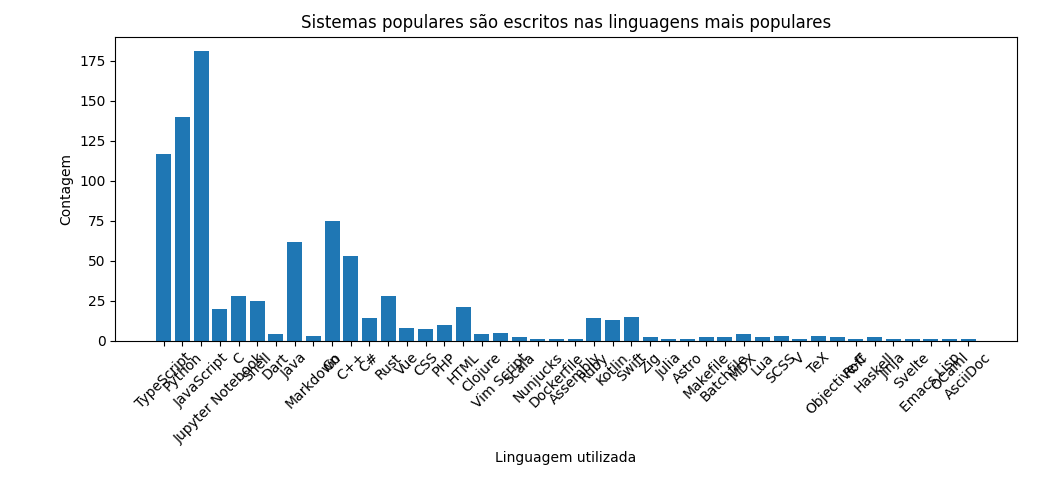 Sistemas populares são escritos nas linguagens mais populares
175
150
125
100
75
50
25
0
Contagem
TypeScript
Python
JavaScript
Jupyter Notebook
C
Shell
Dart
Java
Markdown
Go
C++
C#
Rust
Vue
CSS
PHP
HTML
Clojure
Vim Script
Scala
Nunjucks
Dockerfile
Assembly
Ruby
Kotlin
Swift
Zig
Julia
Astro
Makefile
Batchfile
MDX
Lua
SCSS
V
TeX
Objective-C
Roff
Haskell
Jinja
Svelte
Emacs Lisp
OCaml
AsciiDoc
Linguagem utilizada